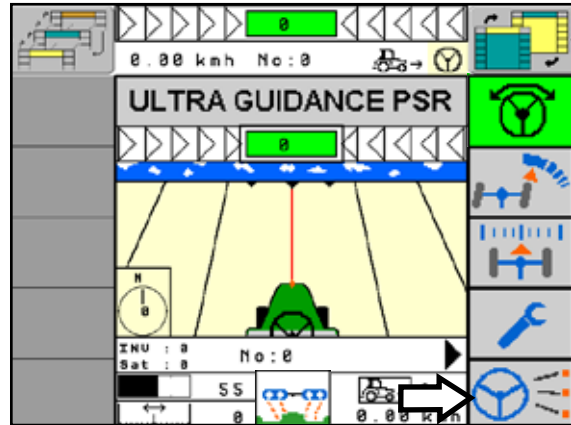 0
0.00 kmh No:0
ULTRA GUIDANCE PSR
0
N
0
INV : 0
Sat : 0
No:0
55
0
0.00